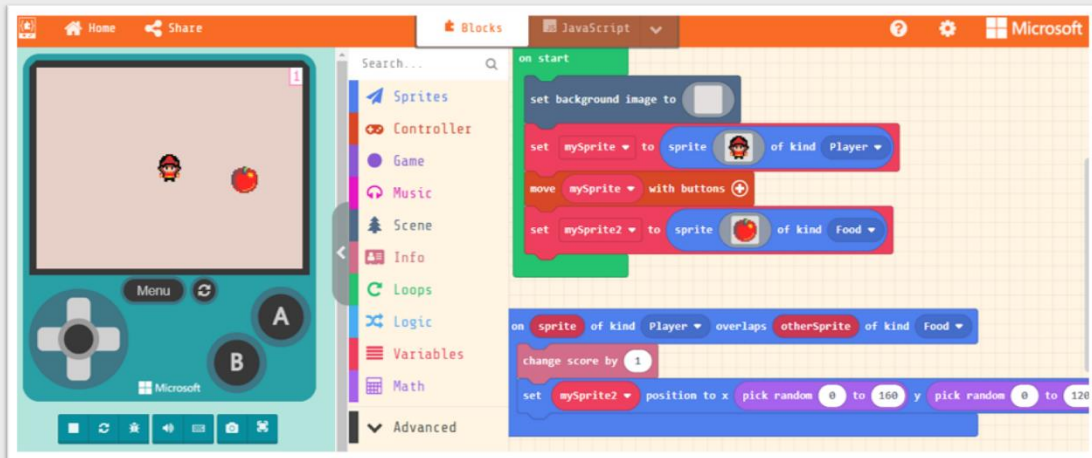 Home Share Blocks JavaScript Microsoft
1
Menu
A
B
Microsoft
Search...
Sprites
Controller
Game
Music
Scene
Info
Loops
Logic
Variables
Math
Advanced
on start
set background image to
set mySprite to sprite of kind Player
move mySprite with buttons
set mySprite2 to sprite of kind Food
on sprite of kind Player overlaps otherSprite of kind Food
change score by 1
set mySprite2 position to x pick random 0 to 160 y pick random 0 to 120